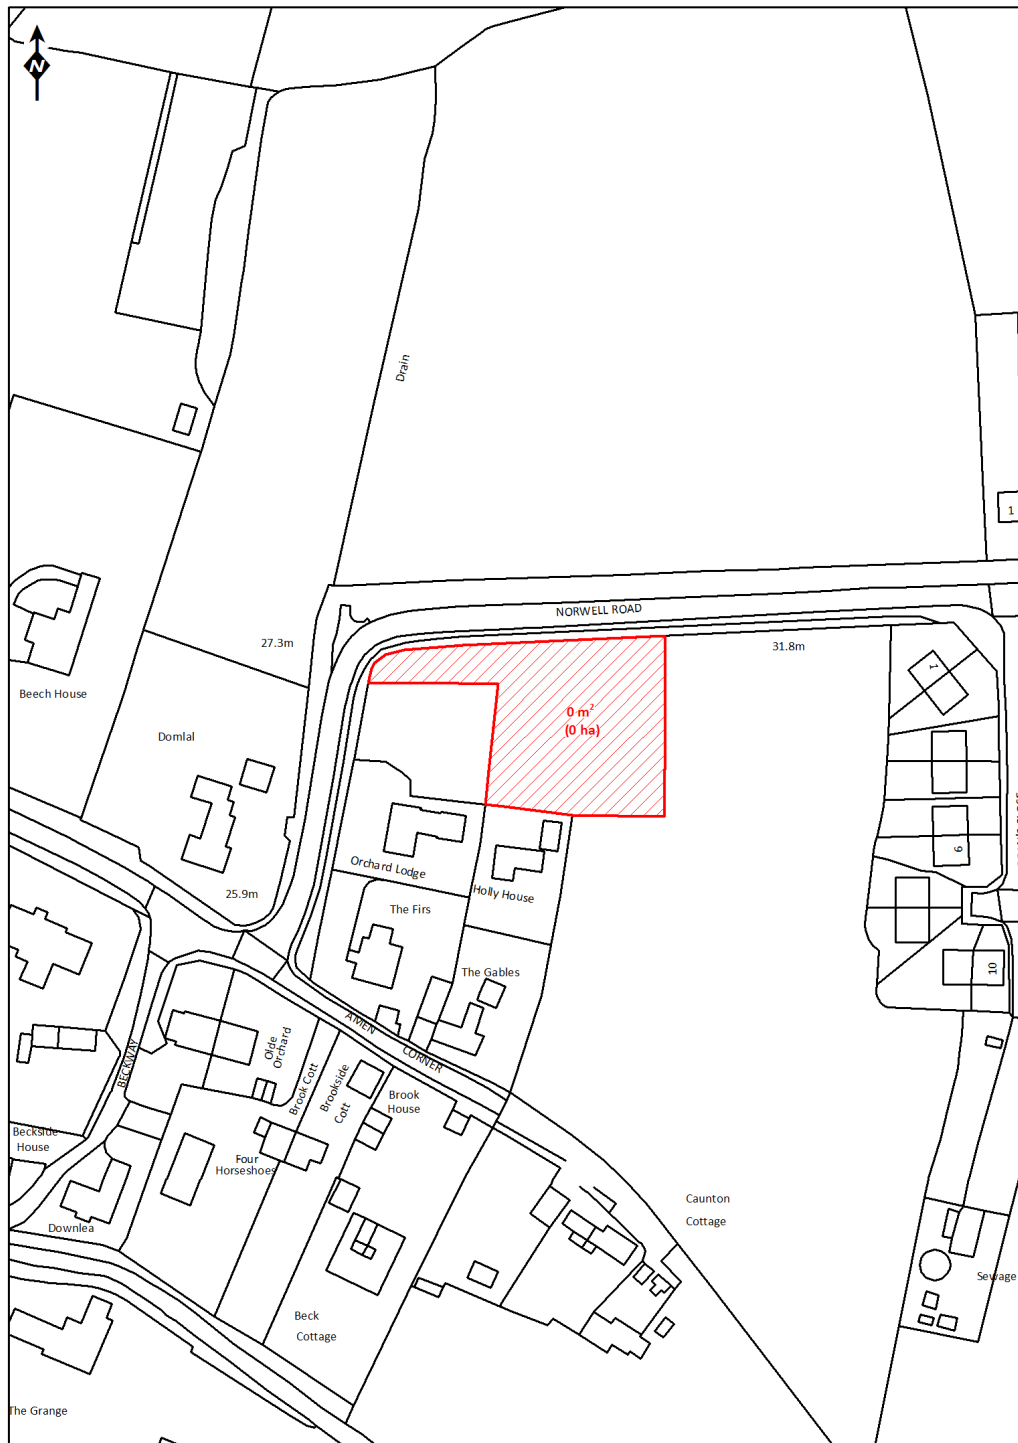 N
Drain
1
NORWELL ROAD
27.3m
31.8m
1
Beech House
0 m²
(0 ha)
Domlal
6
Orchard Lodge
Holly House
25.9m
The Firs
The Gables
10
AMEN
CORNER
Olde
Orchard
BECKWAY
Brook Cott
Brookside
Cott
Brook
House
Beckside
House
Four
Horseshoes
Caunton
Cottage
Downlea
Sewage
Beck
Cottage
The Grange